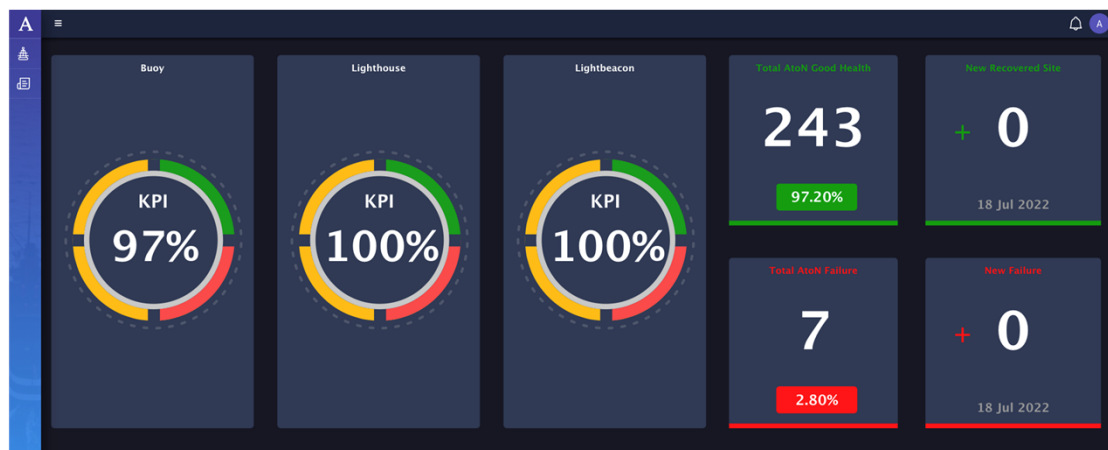 A
A
Buoy
KPI
97%
Lighthouse
KPI
100%
Lightbeacon
KPI
100%
Total AtoN Good Health
243
97.20%
New Recovered Site
+ 0
18 Jul 2022
Total AtoN Failure
7
2.80%
New Failure
+ 0
18 Jul 2022